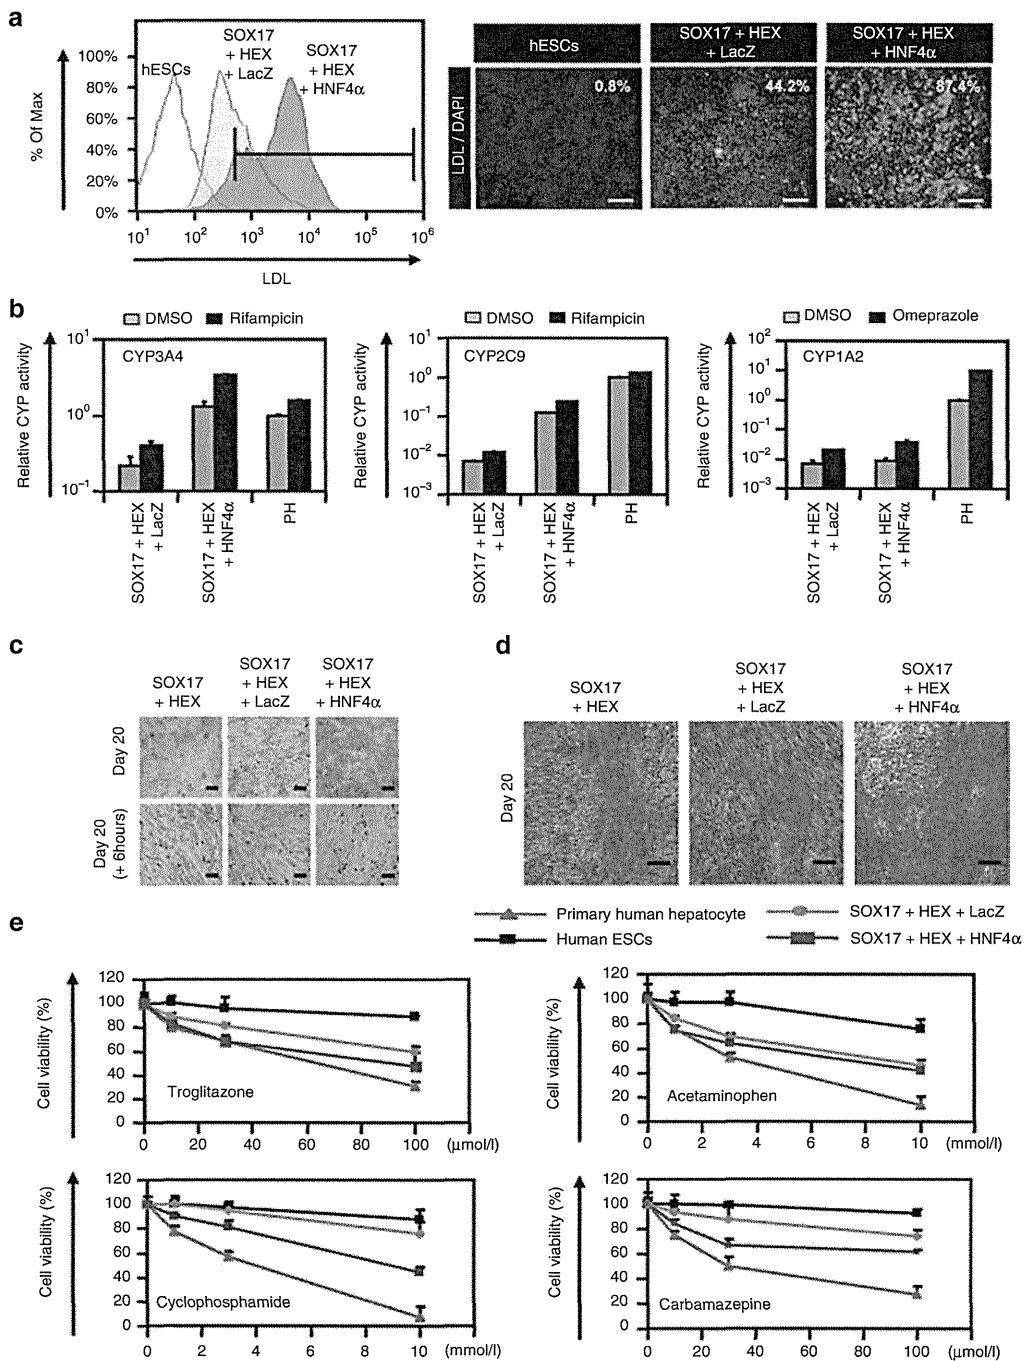 a
hESCs
SOX17
+ HEX
+ LacZ
SOX17
+ HEX
+ HNF4α
100%
80%
60%
40%
20%
0%
% Of Max
10¹ 10² 10³ 10⁴ 10⁵ 10⁶
LDL
hESCs
SOX17 + HEX
+ LacZ
SOX17 + HEX
+ HNF4α
LDL / DAPI
0.8%
44.2%
87.4%
b
DMSO Rifampicin
Relative CYP activity
CYP3A4
10¹
10⁰
10⁻¹
SOX17 + HEX
+ LacZ
SOX17 + HEX
+ HNF4α
PH
DMSO Rifampicin
Relative CYP activity
CYP2C9
10¹
10⁰
10⁻¹
10⁻²
10⁻³
SOX17 + HEX
+ LacZ
SOX17 + HEX
+ HNF4α
PH
DMSO Omeprazole
Relative CYP activity
CYP1A2
10²
10¹
10⁰
10⁻¹
10⁻²
10⁻³
SOX17 + HEX
+ LacZ
SOX17 + HEX
+ HNF4α
PH
c
SOX17
+ HEX
SOX17
+ HEX
+ LacZ
SOX17
+ HEX
+ HNF4α
Day 20
Day 20
(+ 6hours)
d
SOX17
+ HEX
SOX17
+ HEX
+ LacZ
SOX17
+ HEX
+ HNF4α
Day 20
e
Primary human hepatocyte
SOX17 + HEX + LacZ
Human ESCs
SOX17 + HEX + HNF4α
Cell viability (%)
120
100
80
60
40
20
0
Troglitazone
0 20 40 60 80 100 (μmol/l)
Cell viability (%)
120
100
80
60
40
20
0
Acetaminophen
0 2 4 6 8 10 (mmol/l)
Cell viability (%)
120
100
80
60
40
20
0
Cyclophosphamide
0 2 4 6 8 10 (mmol/l)
Cell viability (%)
120
100
80
60
40
20
0
Carbamazepine
0 20 40 60 80 100 (μmol/l)